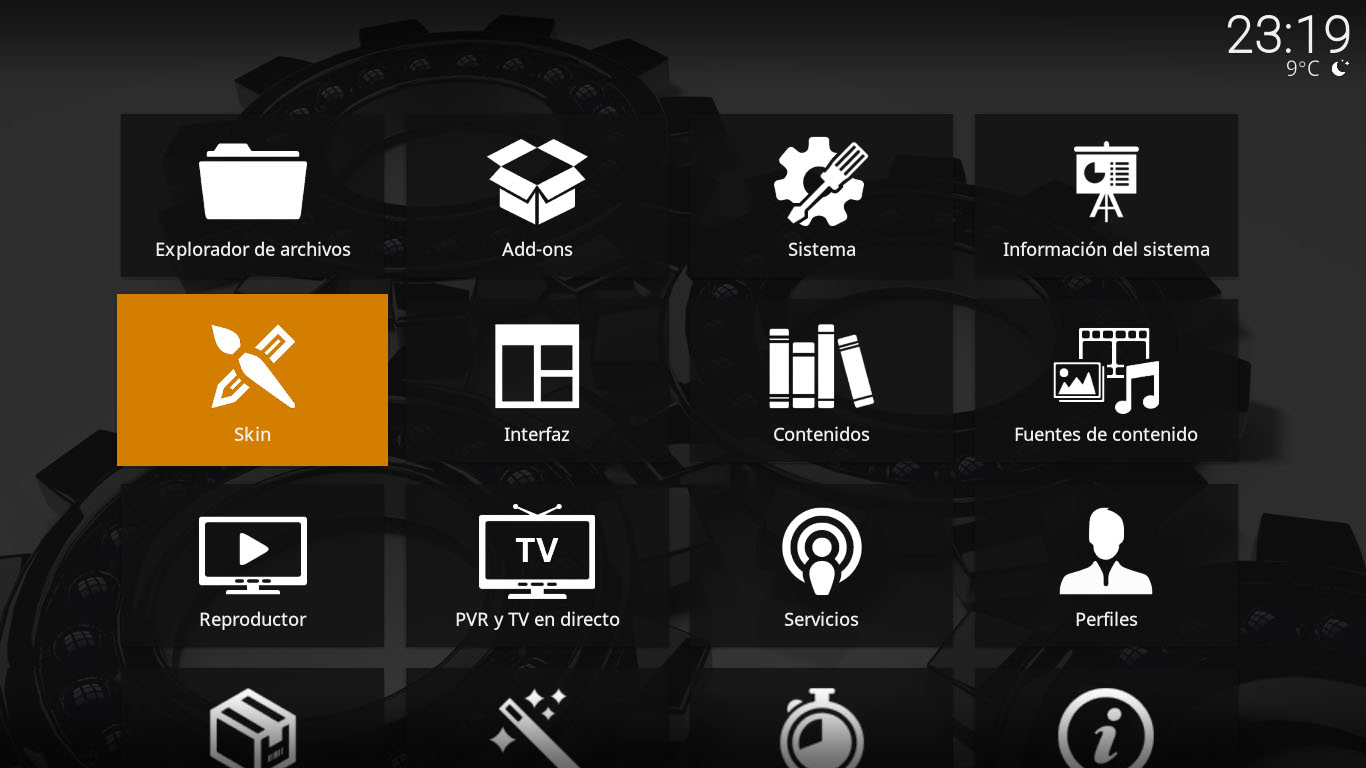 23:19
9°C
Explorador de archivos
Add-ons
Sistema
Información del sistema
Skin
Interfaz
Contenidos
Fuentes de contenido
Reproductor
TV
PVR y TV en directo
Servicios
Perfiles